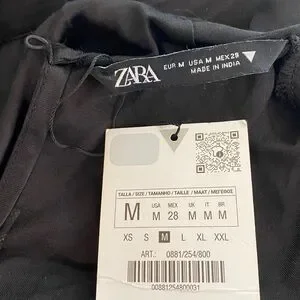 ZARA
EUR M USA M MEX 28
MADE IN INDIA
TALLA / SIZE / TAMANHO / TAILLE / MAAT / МЕГЕӨОΣ
M
USA MEX UK IT BR
M 28 M M M
XS S M L XL XXL
ART.: 0881/254/800
00881254800031